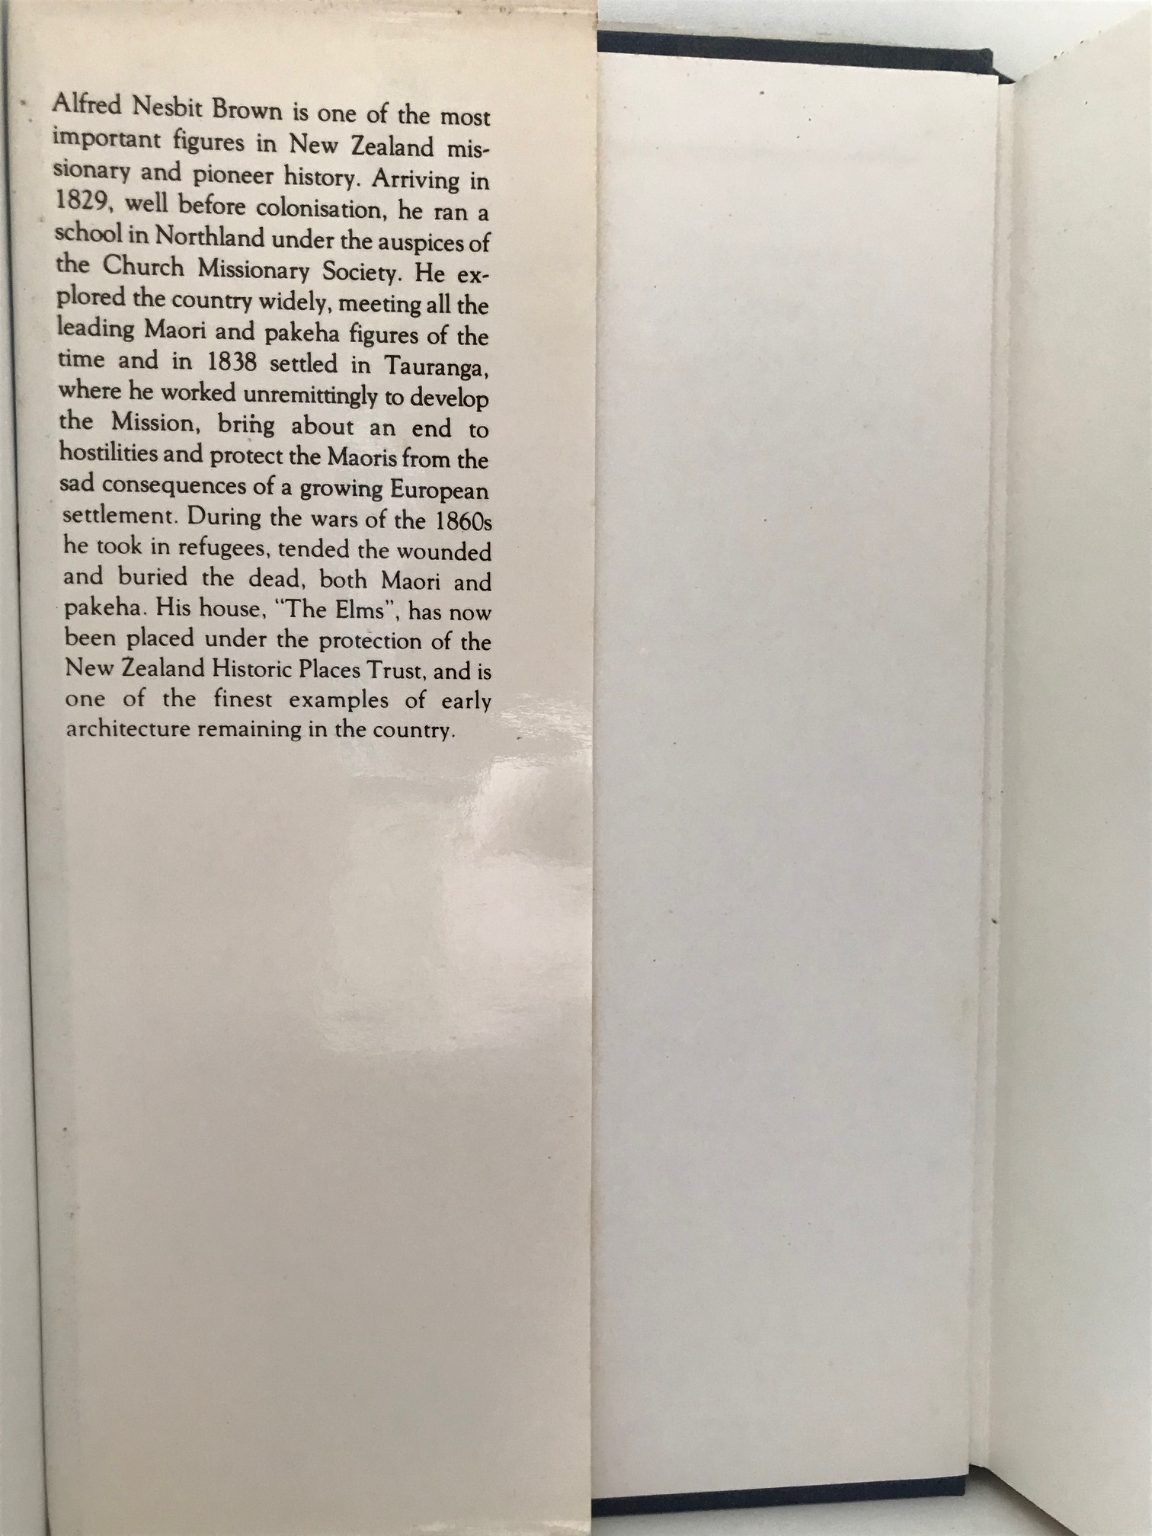 Alfred Nesbit Brown is one of the most
important figures in New Zealand mis-
sionary and pioneer history. Arriving in
1829, well before colonisation, he ran a
school in Northland under the auspices of
the Church Missionary Society. He ex-
plored the country widely, meeting all the
leading Maori and pakeha figures of the
time and in 1838 settled in Tauranga,
where he worked unremittingly to develop
the Mission, bring about an end to
hostilities and protect the Maoris from the
sad consequences of a growing European
settlement. During the wars of the 1860s
he took in refugees, tended the wounded
and buried the dead, both Maori and
pakeha. His house, “The Elms”, has now
been placed under the protection of the
New Zealand Historic Places Trust, and is
one of the finest examples of early
architecture remaining in the country.